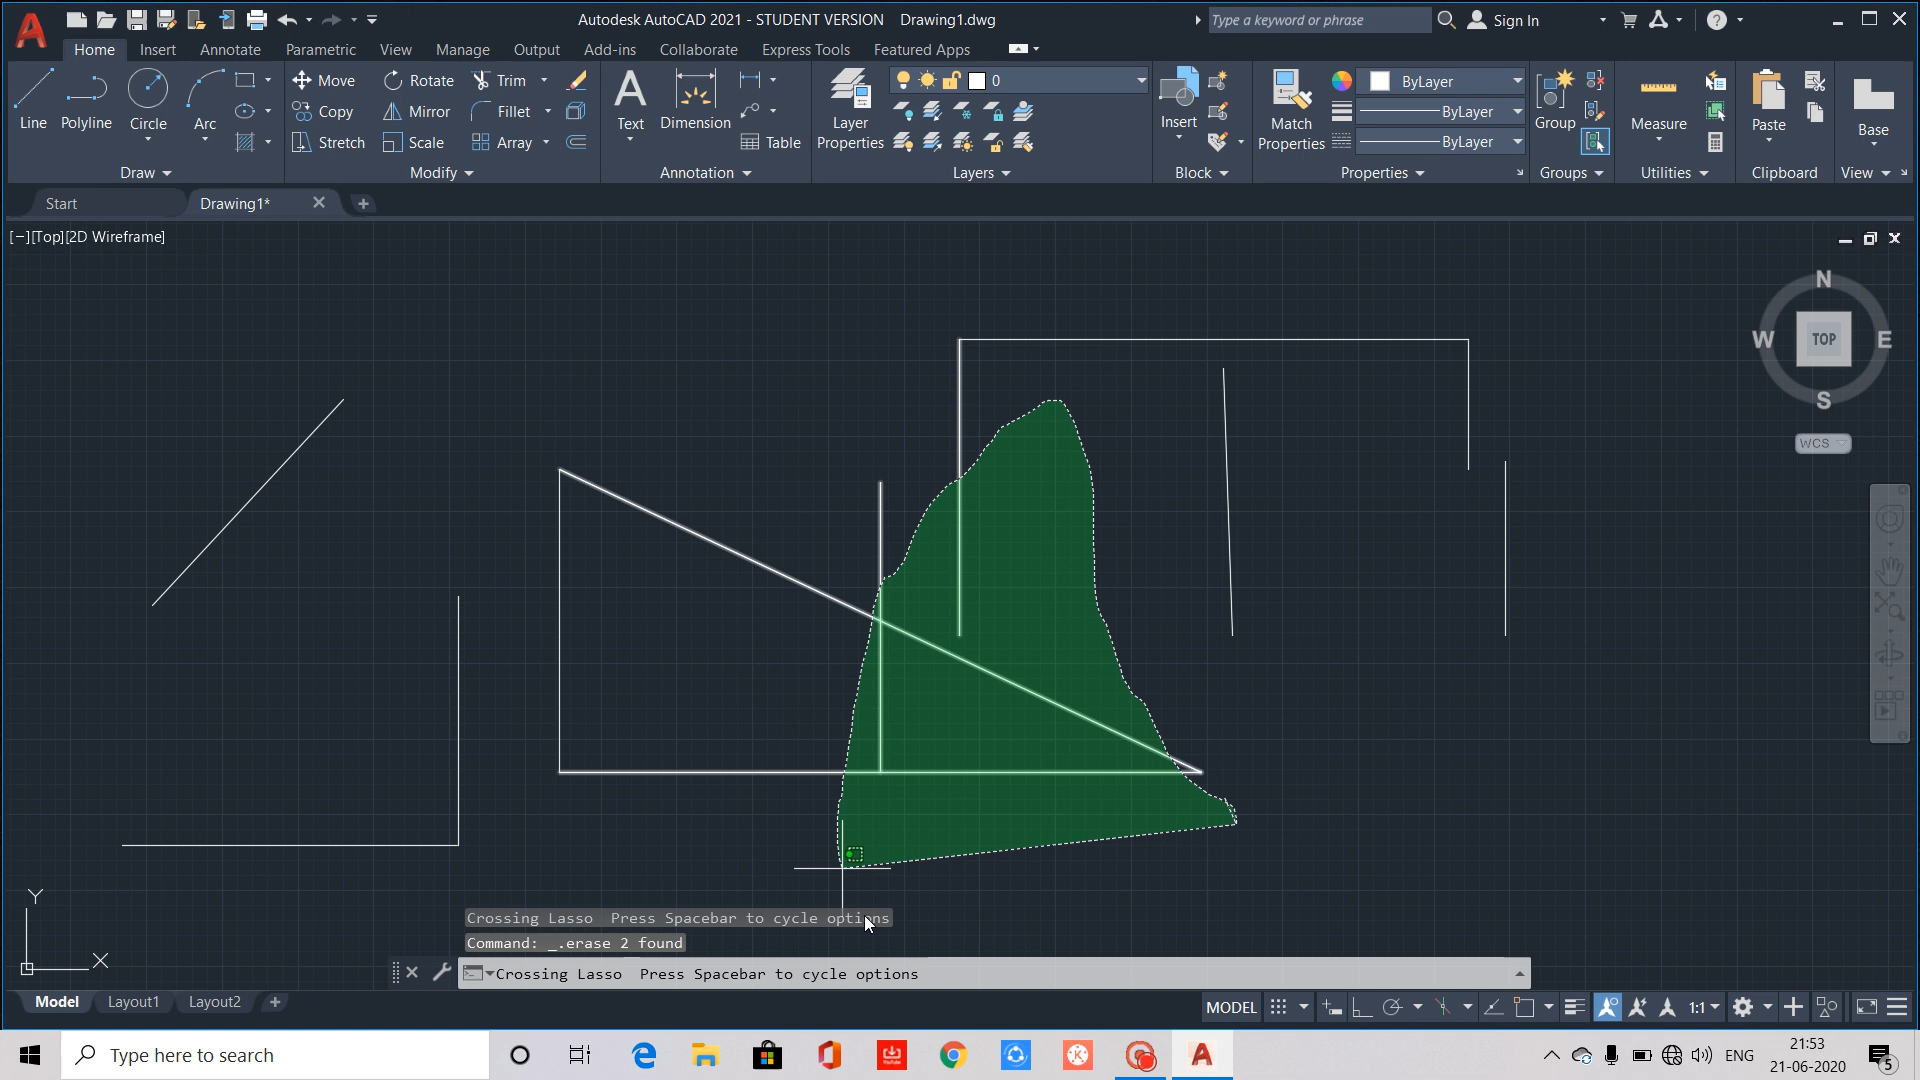 Autodesk AutoCAD 2021 - STUDENT VERSION Drawing1.dwg
Type a keyword or phrase
Sign In
Home Insert Annotate Parametric View Manage Output Add-ins Collaborate Express Tools Featured Apps
Line Polyline Circle Arc
Move Rotate Trim
Copy Mirror Fillet
Stretch Scale Array
Text Dimension Table
Layer Properties
0
Insert
Match Properties
ByLayer
ByLayer
ByLayer
Group
Measure
Paste
Base
Draw Modify Annotation Layers Block Properties Groups Utilities Clipboard View
Start Drawing1*
[−][Top][2D Wireframe]
N
W TOP E
S
WCS
Y
X
Crossing Lasso Press Spacebar to cycle options
Command: _.erase 2 found
Crossing Lasso Press Spacebar to cycle options
Model Layout1 Layout2
MODEL 1:1
Type here to search
ENG
21:53
21-06-2020
5